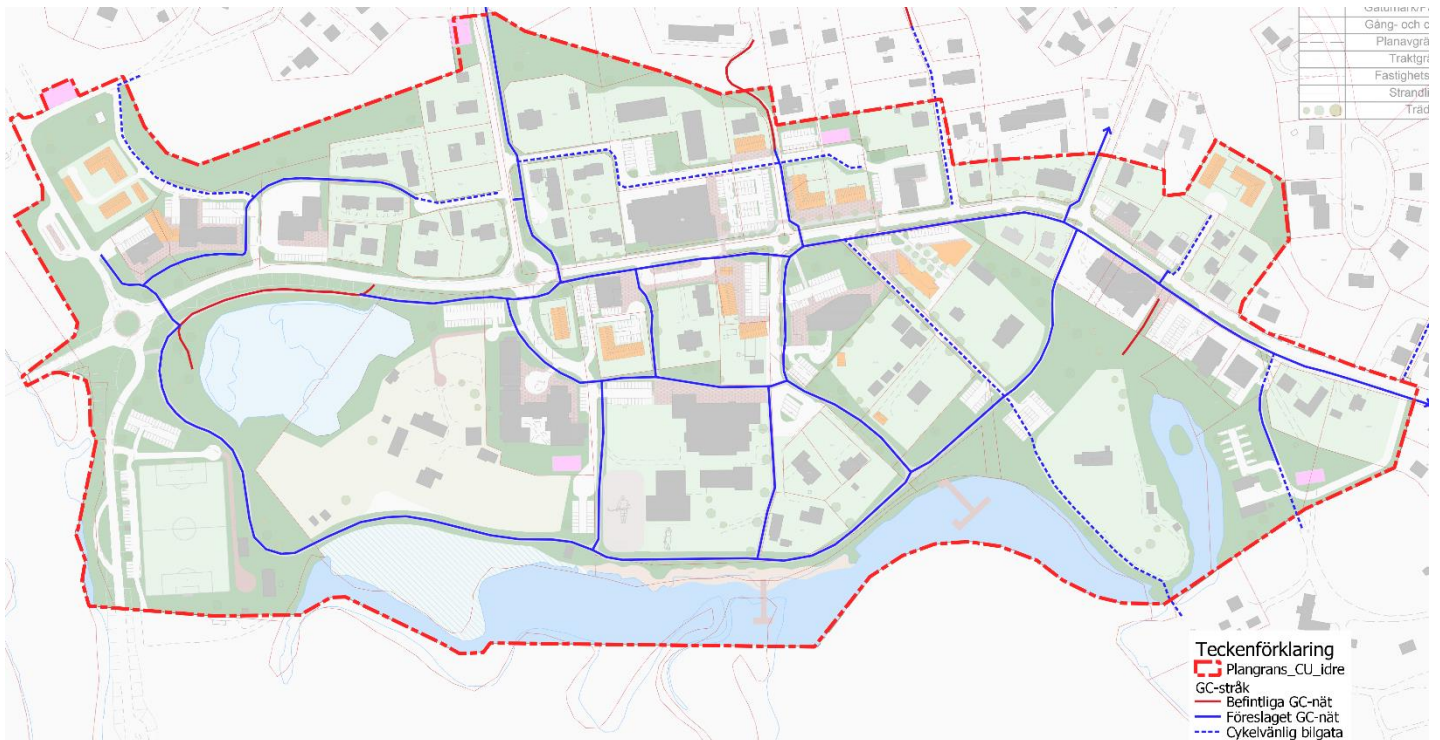 Gång- och c
Planavgrä
Traktgrä
Fastighets
Strandli
Träd
Teckenförklaring
Plangrans_CU_idre
GC-stråk
Befintliga GC-nät
Föreslaget GC-nät
Cykelvänlig bilgata